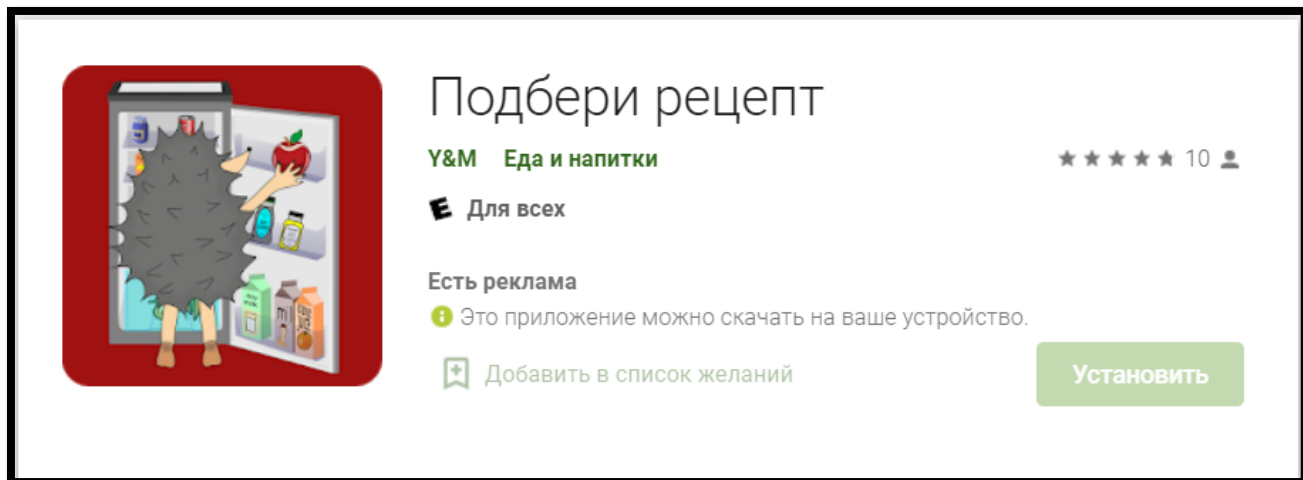 Подбери рецепт
Y&M Еда и напитки
10
E Для всех
Есть реклама
Это приложение можно скачать на ваше устройство.
Добавить в список желаний
Установить